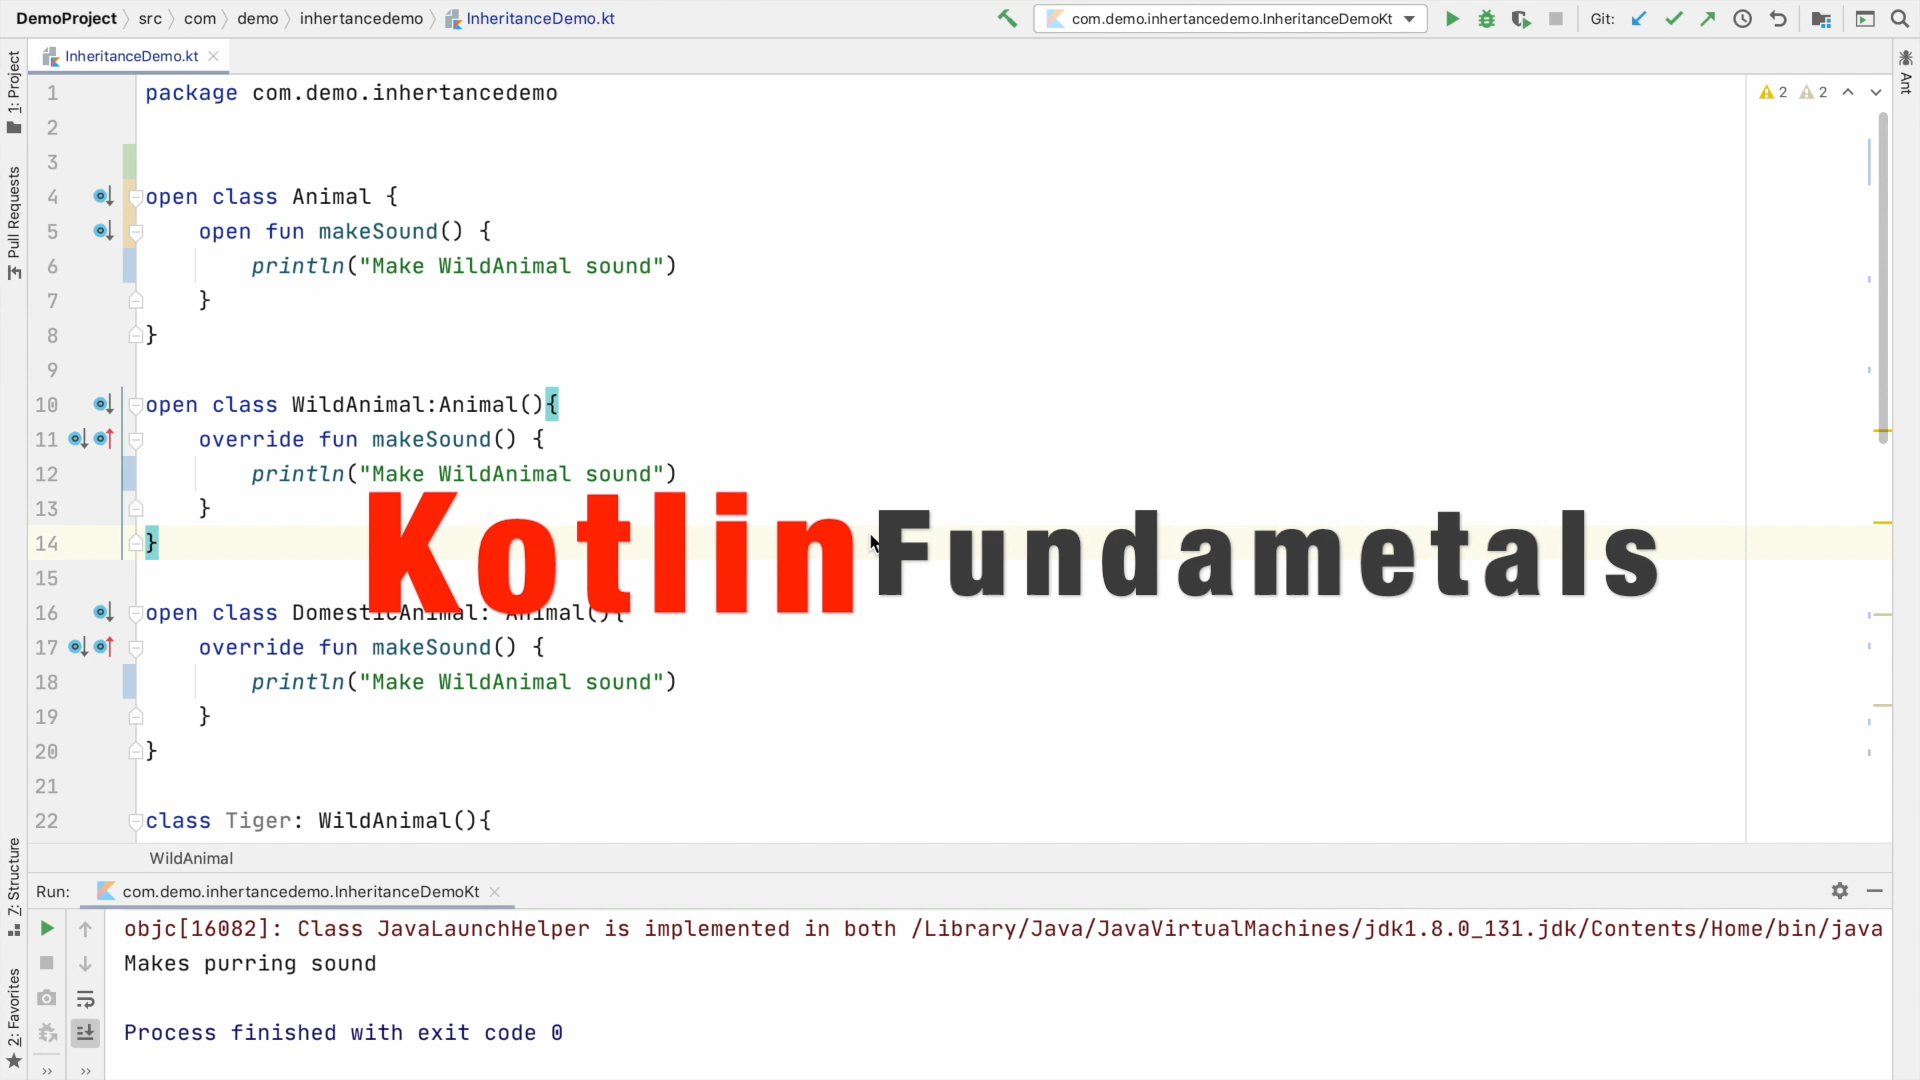 DemoProject src com demo inhertancedemo InheritanceDemo.kt com.demo.inhertancedemo.InheritanceDemoKt Git:
InheritanceDemo.kt
1: Project
Pull Requests
Z: Structure
2: Favorites
Ant
2 2
1 package com.demo.inhertancedemo
2
3
4 open class Animal {
5 open fun makeSound() {
6 println("Make WildAnimal sound")
7 }
8 }
9
10 open class WildAnimal:Animal(){
11 override fun makeSound() {
12 println("Make WildAnimal sound")
13 }
14 }
Kotlin Fundametals
15
16 open class DomesticAnimal: Animal(){
17 override fun makeSound() {
18 println("Make WildAnimal sound")
19 }
20 }
21
22 class Tiger: WildAnimal(){
WildAnimal
Run: com.demo.inhertancedemo.InheritanceDemoKt
objc[16082]: Class JavaLaunchHelper is implemented in both /Library/Java/JavaVirtualMachines/jdk1.8.0_131.jdk/Contents/Home/bin/java
Makes purring sound
Process finished with exit code 0